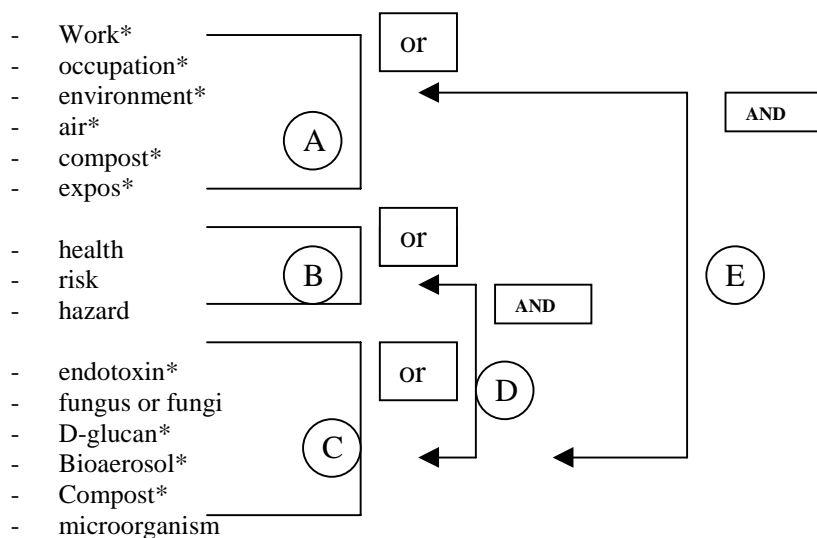 - Work*
- occupation*
- environment*
- air*
- compost*
- expos*
or
A
AND
- health
- risk
- hazard
or
B
AND
E
- endotoxin*
- fungus or fungi
- D-glucan*
- Bioaerosol*
- Compost*
- microorganism
or
C
D